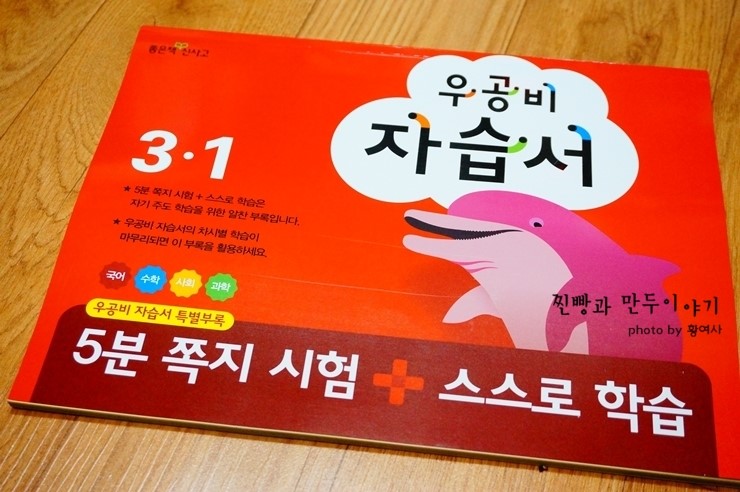 좋은책 신사고
우공비
자습서
3·1
★ 5분 쪽지 시험 + 스스로 학습은
자기 주도 학습을 위한 알찬 부록입니다.
★ 우공비 자습서의 차시별 학습이
마무리되면 이 부록을 활용하세요.
국어 수학 사회 과학
우공비 자습서 특별부록
5분 쪽지 시험 + 스스로 학습
찐빵과 만두이야기
photo by 황여사